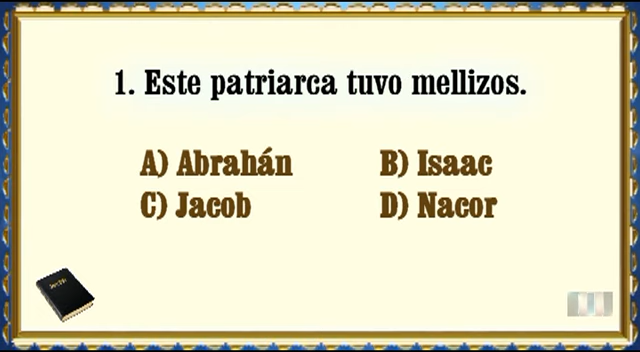 1. Este patriarca tuvo mellizos.
A) Abrahán B) Isaac
C) Jacob D) Nacor